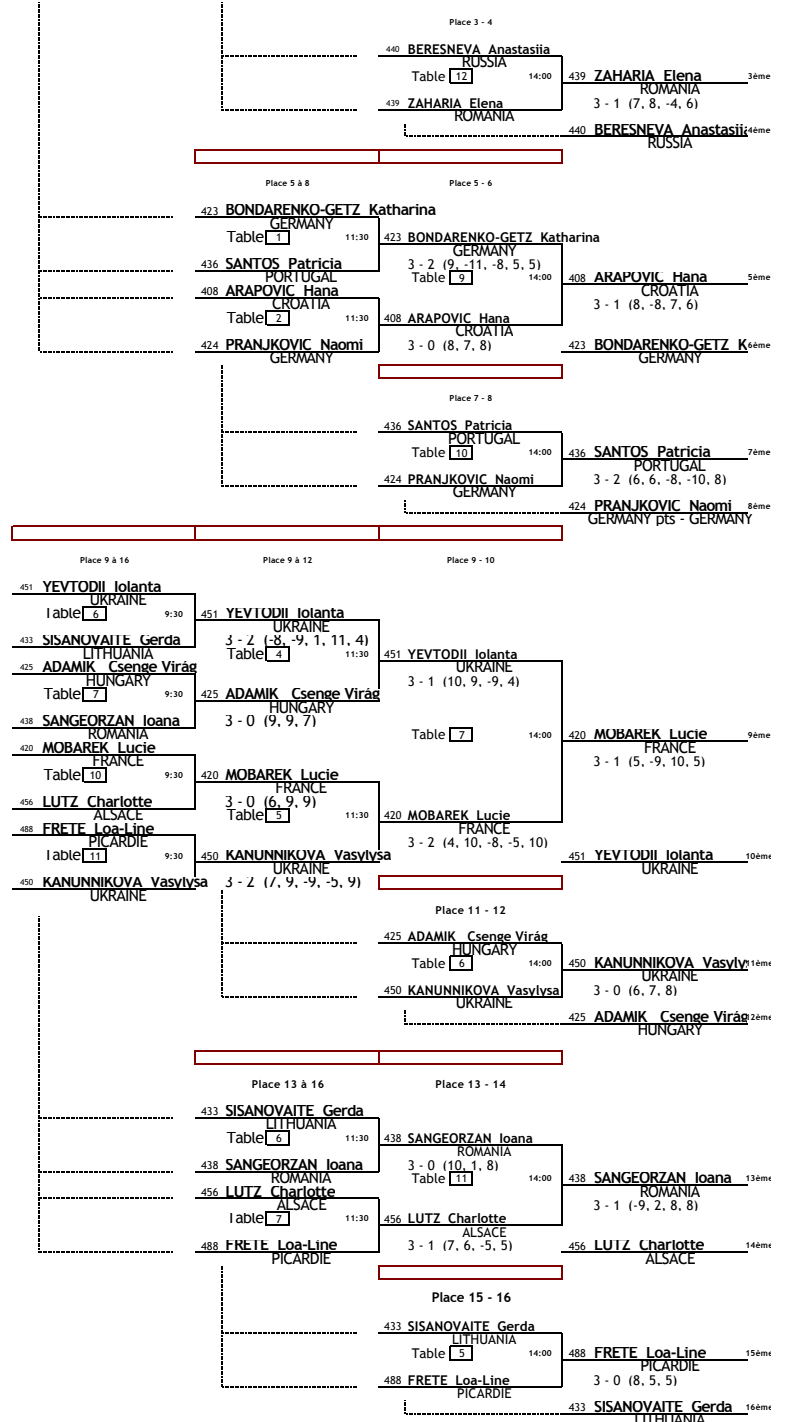 Place 3 - 4
440 BERESNEVA Anastasiia
RUSSIA
Table 12 14:00 439 ZAHARIA Elena 3ème
ROMANIA
439 ZAHARIA Elena 3 - 1 (7, 8, -4, 6)
ROMANIA
440 BERESNEVA Anastasiia 4ème
RUSSIA
Place 5 à 8 Place 5 - 6
423 BONDARENKO-GETZ Katharina
GERMANY
Table 1 11:30 423 BONDARENKO-GETZ Katharina
GERMANY
436 SANTOS Patricia 3 - 2 (9, -11, -8, 5, 5)
PORTUGAL Table 9 14:00 408 ARAPOVIC Hana 5ème
408 ARAPOVIC Hana CROATIA
CROATIA 3 - 1 (8, -8, 7, 6)
Table 2 11:30 408 ARAPOVIC Hana
CROATIA
424 PRANJKOVIC Naomi 3 - 0 (8, 7, 8) 423 BONDARENKO-GETZ K 6ème
GERMANY GERMANY
Place 7 - 8
436 SANTOS Patricia
PORTUGAL
Table 10 14:00 436 SANTOS Patricia 7ème
PORTUGAL
424 PRANJKOVIC Naomi 3 - 2 (6, 6, -8, -10, 8)
GERMANY
424 PRANJKOVIC Naomi 8ème
GERMANY pts - GERMANY
Place 9 à 16 Place 9 à 12 Place 9 - 10
451 YEVTODII Iolanta
UKRAINE
Table 6 9:30 451 YEVTODII Iolanta
UKRAINE
433 SISANOVAITE Gerda 3 - 2 (-8, -9, 1, 11, 4)
LITHUANIA Table 4 11:30 451 YEVTODII Iolanta
425 ADAMIK Csenge Virág UKRAINE
HUNGARY 3 - 1 (10, 9, -9, 4)
Table 7 9:30 425 ADAMIK Csenge Virág
HUNGARY
438 SANGEORZAN Ioana 3 - 0 (9, 9, 7)
ROMANIA Table 7 14:00 420 MOBAREK Lucie 9ème
420 MOBAREK Lucie FRANCE
FRANCE 3 - 1 (5, -9, 10, 5)
Table 10 9:30 420 MOBAREK Lucie
FRANCE
456 LUTZ Charlotte 3 - 0 (6, 9, 9)
ALSACE Table 5 11:30 420 MOBAREK Lucie
488 FRETE Loa-Line FRANCE
PICARDIE 3 - 2 (4, 10, -8, -5, 10)
Table 11 9:30 450 KANUNNIKOVA Vasylysa 451 YEVTODII Iolanta 10ème
UKRAINE UKRAINE
450 KANUNNIKOVA Vasylysa 3 - 2 (7, 9, -9, -5, 9)
UKRAINE
Place 11 - 12
425 ADAMIK Csenge Virág
HUNGARY
Table 6 14:00 450 KANUNNIKOVA Vasyly 11ème
UKRAINE
450 KANUNNIKOVA Vasylysa 3 - 0 (6, 7, 8)
UKRAINE
425 ADAMIK Csenge Virág 12ème
HUNGARY
Place 13 à 16 Place 13 - 14
433 SISANOVAITE Gerda
LITHUANIA
Table 6 11:30 438 SANGEORZAN Ioana
ROMANIA
438 SANGEORZAN Ioana 3 - 0 (10, 1, 8)
ROMANIA Table 11 14:00 438 SANGEORZAN Ioana 13ème
456 LUTZ Charlotte ROMANIA
ALSACE 3 - 1 (-9, 2, 8, 8)
Table 7 11:30 456 LUTZ Charlotte
ALSACE
488 FRETE Loa-Line 3 - 1 (7, 6, -5, 5) 456 LUTZ Charlotte 14ème
PICARDIE ALSACE
Place 15 - 16
433 SISANOVAITE Gerda
LITHUANIA
Table 5 14:00 488 FRETE Loa-Line 15ème
PICARDIE
488 FRETE Loa-Line 3 - 0 (8, 5, 5)
PICARDIE
433 SISANOVAITE Gerda 16ème
LITHUANIA